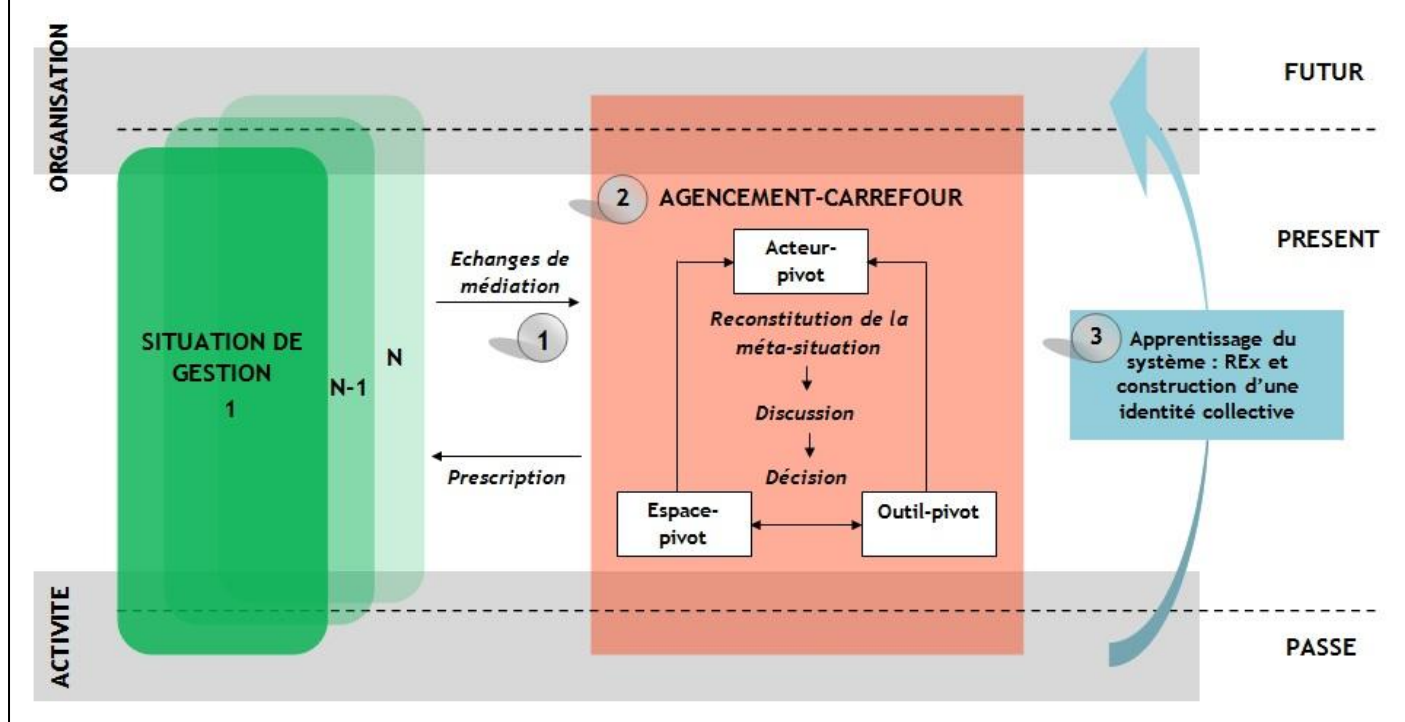 ORGANISATION
FUTUR
2
AGENCEMENT-CARREFOUR
PRESENT
Echanges de
médiation
1
Acteur-
pivot
SITUATION DE
GESTION
1
N-1
N
Reconstitution de la
méta-situation
Discussion
Décision
3
Apprentissage du
système : REx et
construction d'une
identité collective
Prescription
Espace-
pivot
Outil-pivot
ACTIVITE
PASSE